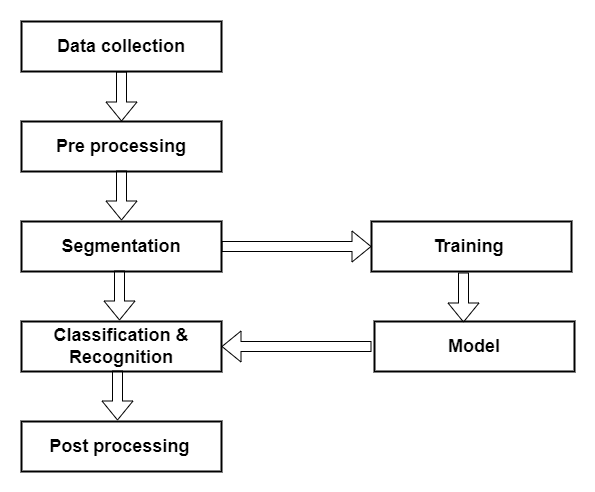 Data collection
Pre processing
Segmentation
Training
Classification &
Recognition
Model
Post processing